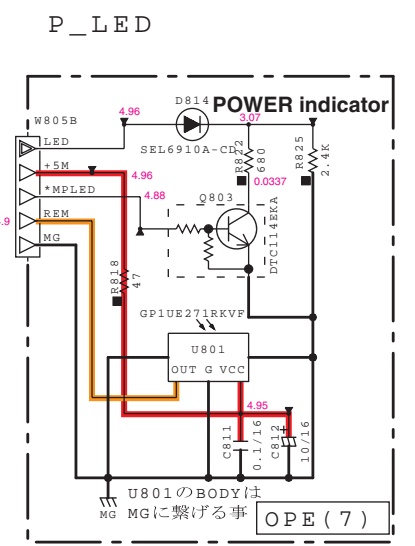 P_LED
W805B
LED
+5M
*MPLED
REM
MG
4.9
4.96
D814
POWER indicator
3.07
SEL6910A-CD
R822
680
R825
2.4K
4.96
4.88
0.0337
Q803
DTC114EKA
R818
47
GP1UE271RKVF
U801
OUT G VCC
4.95
C811
0.1/16
C812
+
10/16
MG
U801のBODYは
MGに繋げる事
OPE(7)